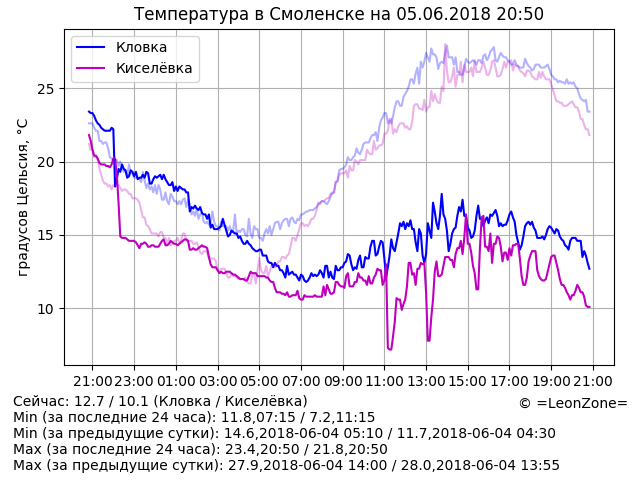 Температура в Смоленске на 05.06.2018 20:50
Кловка
Киселёвка
градусов Цельсия, °C
25
20
15
10
21:00 23:00 01:00 03:00 05:00 07:00 09:00 11:00 13:00 15:00 17:00 19:00 21:00
Сейчас: 12.7 / 10.1 (Кловка / Киселёвка)
© =LeonZone=
Min (за последние 24 часа): 11.8,07:15 / 7.2,11:15
Min (за предыдущие сутки): 14.6,2018-06-04 05:10 / 11.7,2018-06-04 04:30
Max (за последние 24 часа): 23.4,20:50 / 21.8,20:50
Max (за предыдущие сутки): 27.9,2018-06-04 14:00 / 28.0,2018-06-04 13:55